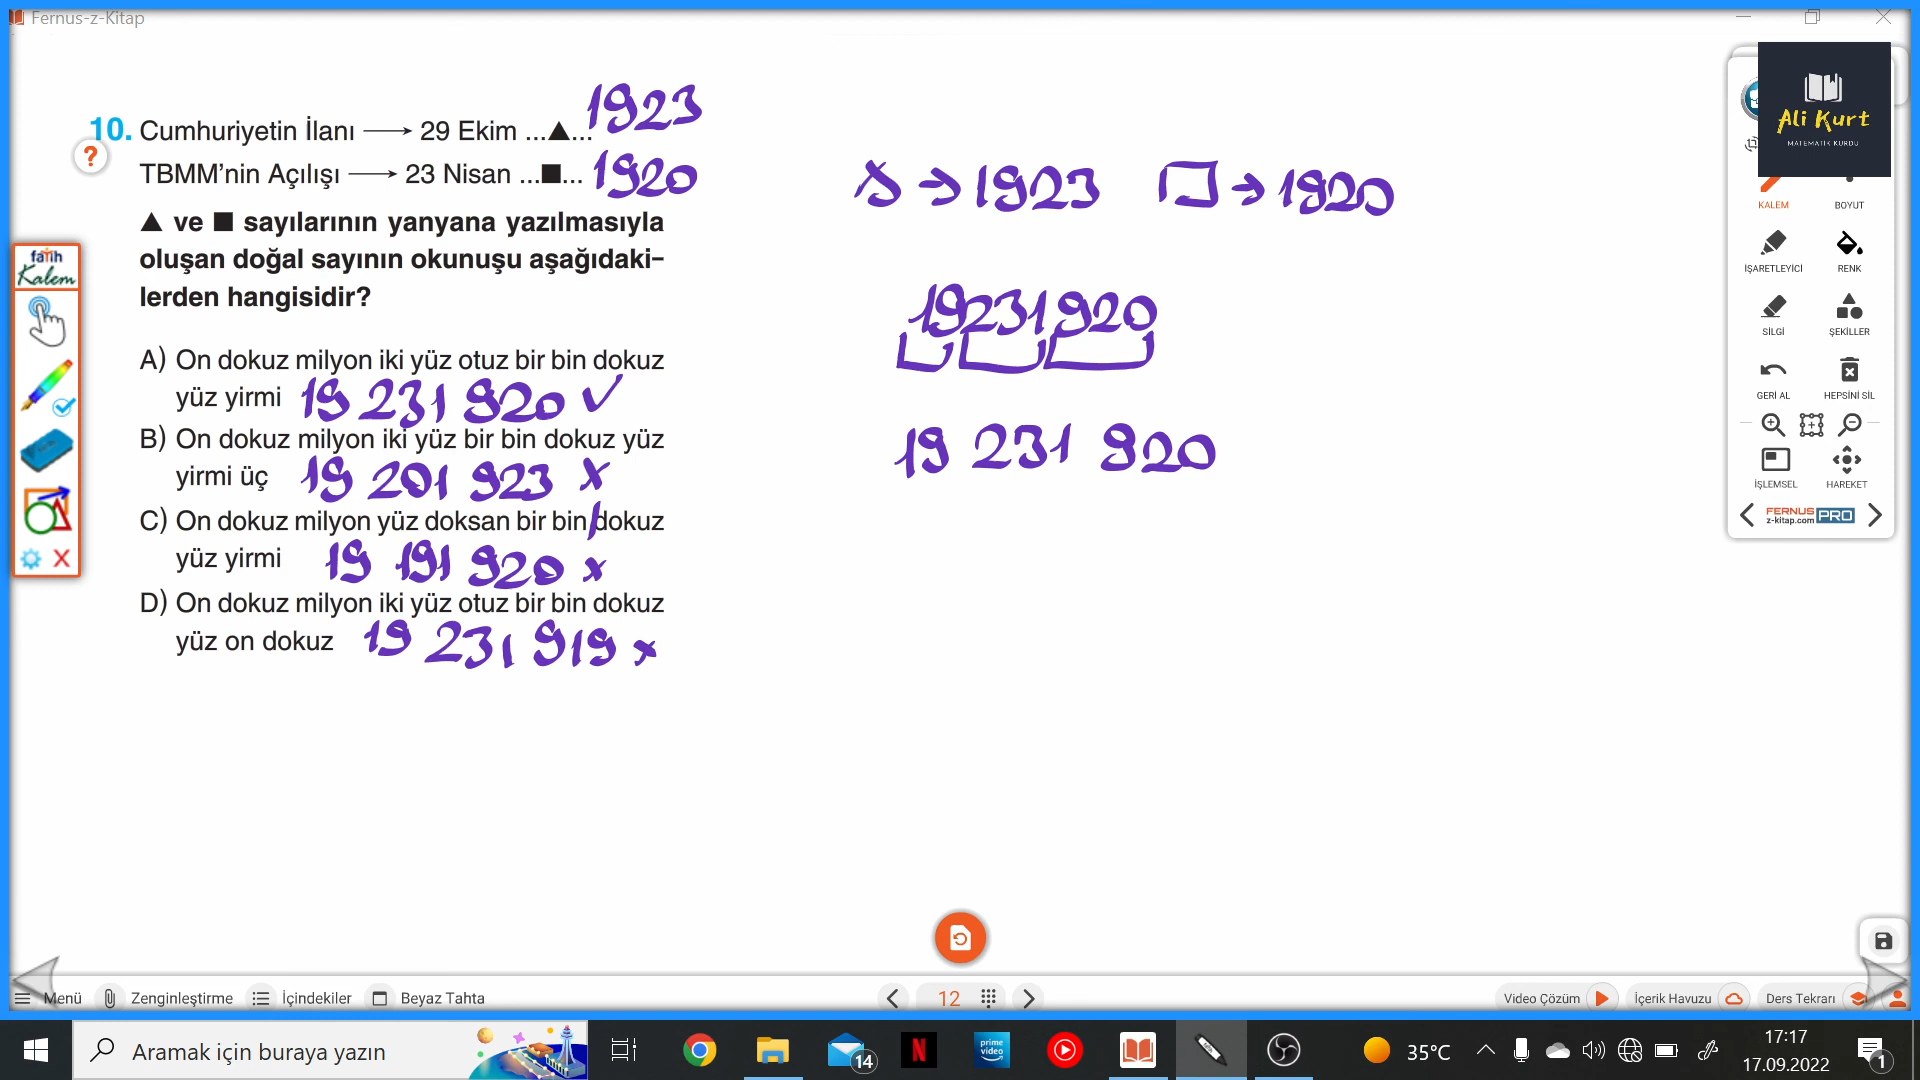 Fernus-z-Kitap
10. Cumhuriyetin İlanı → 29 Ekim ...▲... 1923
TBMM'nin Açılışı → 23 Nisan ...■... 1920
▲ ve ■ sayılarının yanyana yazılmasıyla
oluşan doğal sayının okunuşu aşağıdaki-
lerden hangisidir?
A) On dokuz milyon iki yüz otuz bir bin dokuz
yüz yirmi 19 231 920 ✓
B) On dokuz milyon iki yüz bir bin dokuz yüz
yirmi üç 19 201 923 x
C) On dokuz milyon yüz doksan bir bin dokuz
yüz yirmi 19 191 920 x
D) On dokuz milyon iki yüz otuz bir bin dokuz
yüz on dokuz 19 231 919 x
△ → 1923 □ → 1920
19231920
19 231 920
fatih
Kalem
Ali Kurt
MATEMATİK KURDU
KALEM BOYUT
İŞARETLEYİCİ RENK
SİLGİ ŞEKİLLER
GERİ AL HEPSİNİ SİL
İŞLEMSEL HAREKET
FERNUS
z-kitap.com PRO
Menü Zenginleştirme İçindekiler Beyaz Tahta
12
Video Çözüm İçerik Havuzu Ders Tekrarı
Aramak için buraya yazın
14
N
prime
video
35°C
17:17
17.09.2022
1